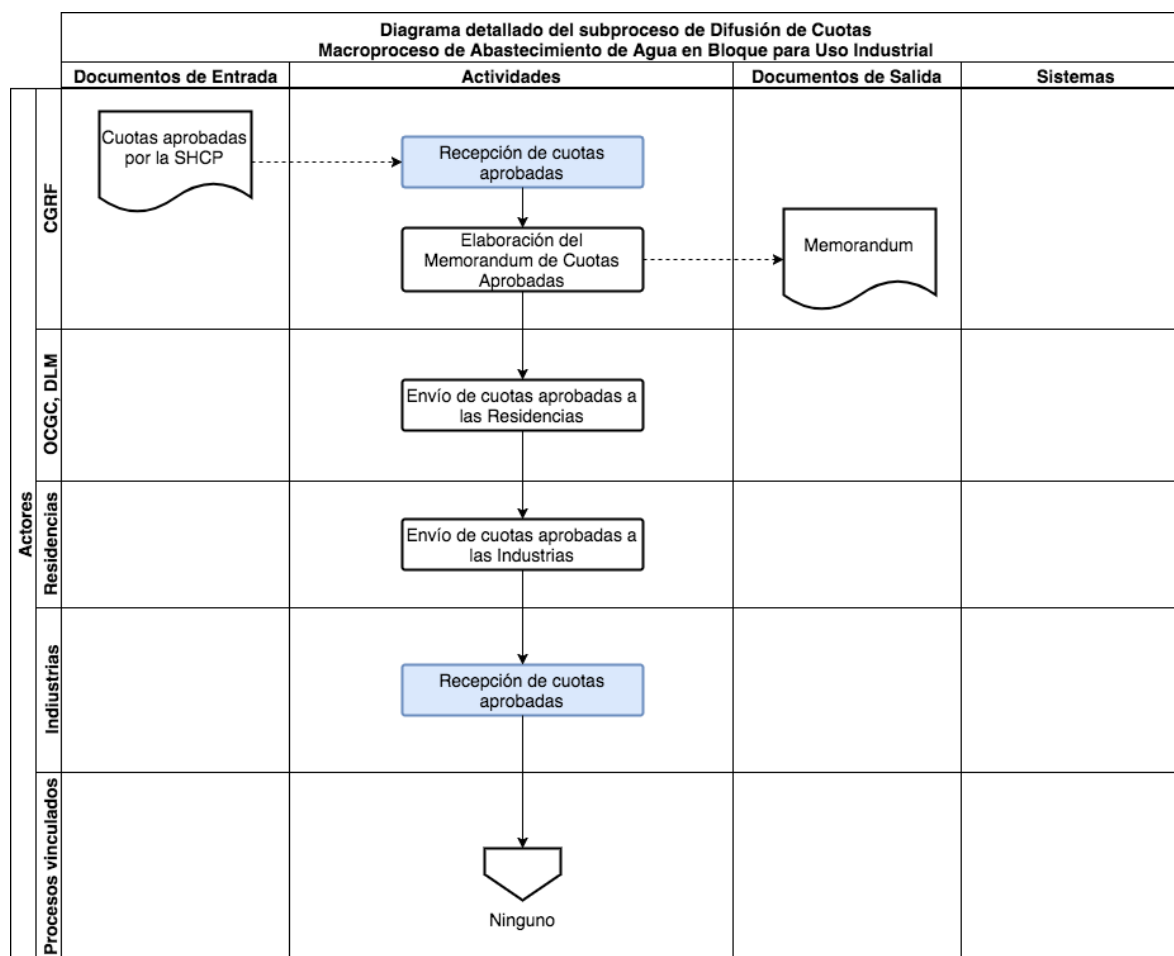 Diagrama detallado del subproceso de Difusión de Cuotas
Macroproceso de Abastecimiento de Agua en Bloque para Uso Industrial
Documentos de Entrada
Actividades
Documentos de Salida
Sistemas
Actores
CGRF
Cuotas aprobadas
por la SHCP
Recepción de cuotas
aprobadas
Elaboración del
Memorandum de Cuotas
Aprobadas
Memorandum
OCGC, DLM
Envío de cuotas aprobadas a
las Residencias
Residencias
Envío de cuotas aprobadas a
las Industrias
Indiustrias
Recepción de cuotas
aprobadas
Procesos vinculados
Ninguno